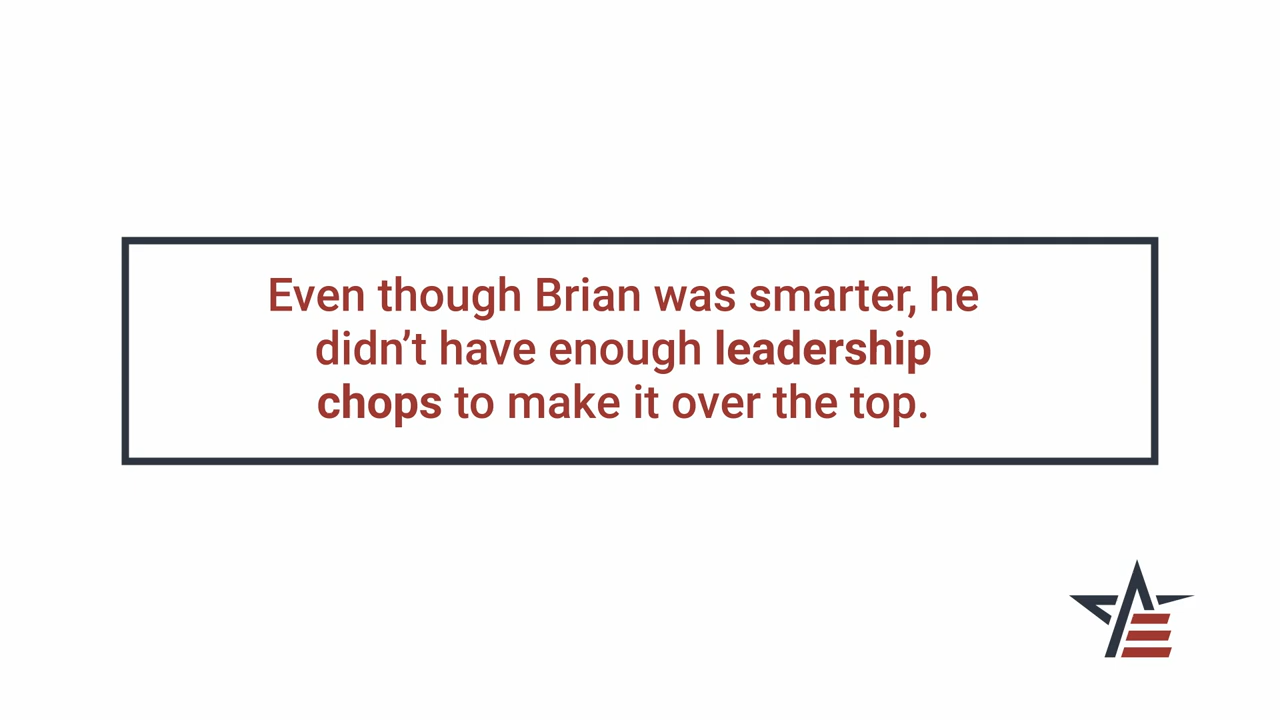 Even though Brian was smarter, he
didn’t have enough leadership
chops to make it over the top.